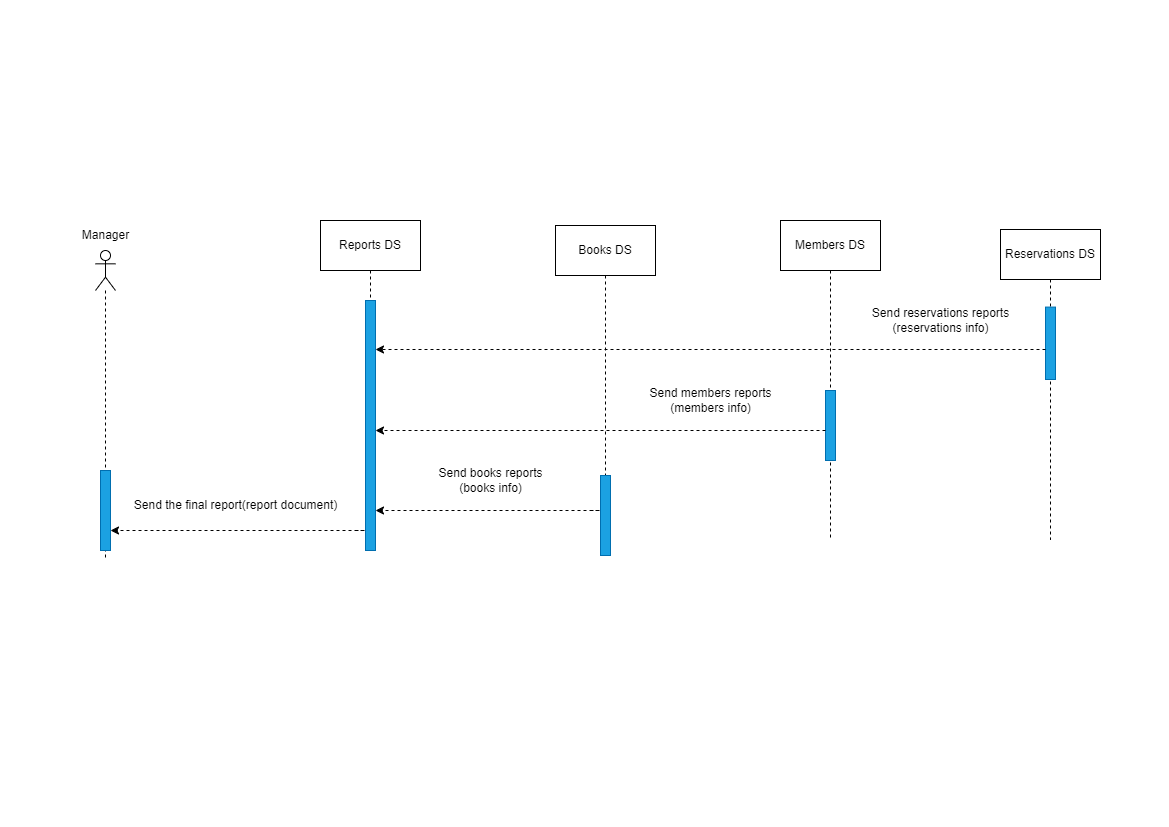 Manager
Reports DS
Books DS
Members DS
Reservations DS
Send reservations reports
(reservations info)
Send members reports
(members info)
Send books reports
(books info)
Send the final report(report document)